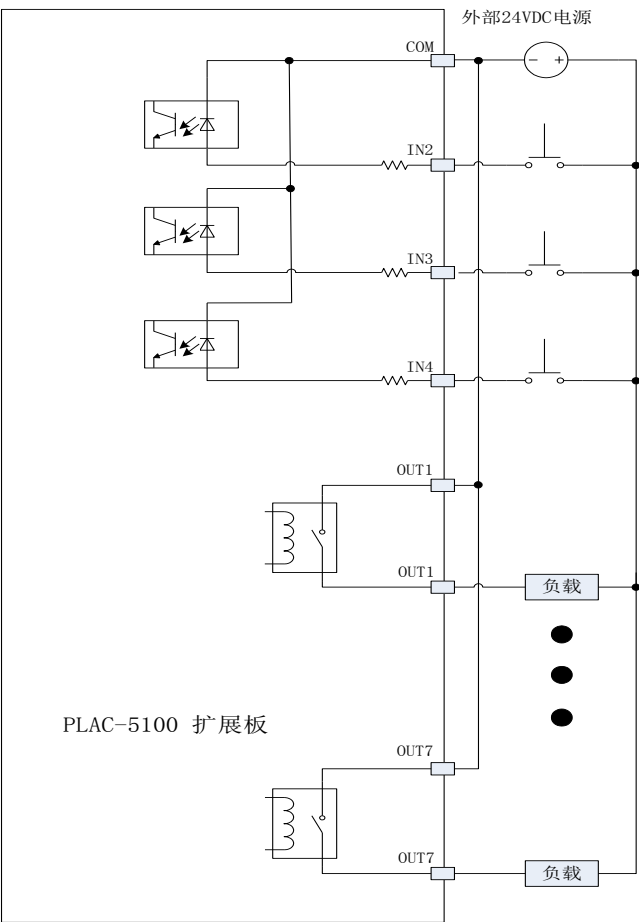 外部24VDC电源
COM
− +
IN2
IN3
IN4
OUT1
OUT1
负载
PLAC-5100 扩展板
OUT7
OUT7
负载